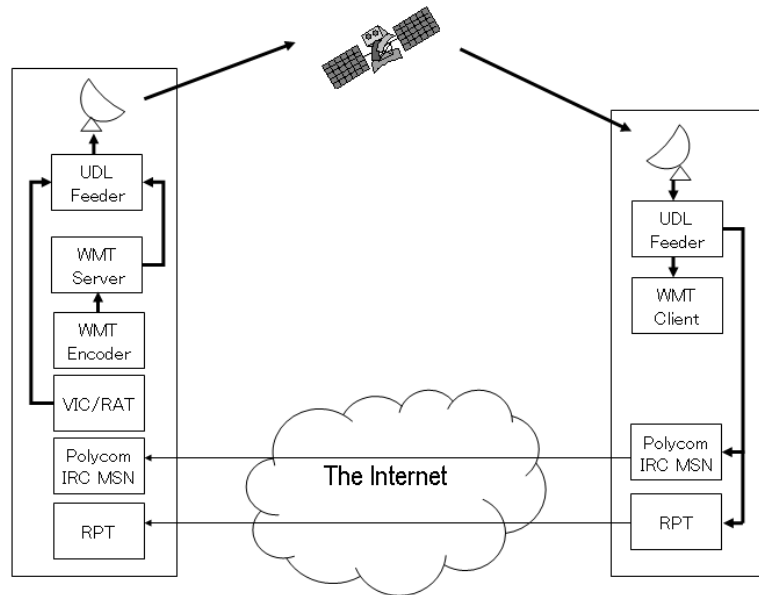 UDL
Feeder
WMT
Server
WMT
Encoder
VIC/RAT
Polycom
IRC MSN
RPT
The Internet
UDL
Feeder
WMT
Client
Polycom
IRC MSN
RPT